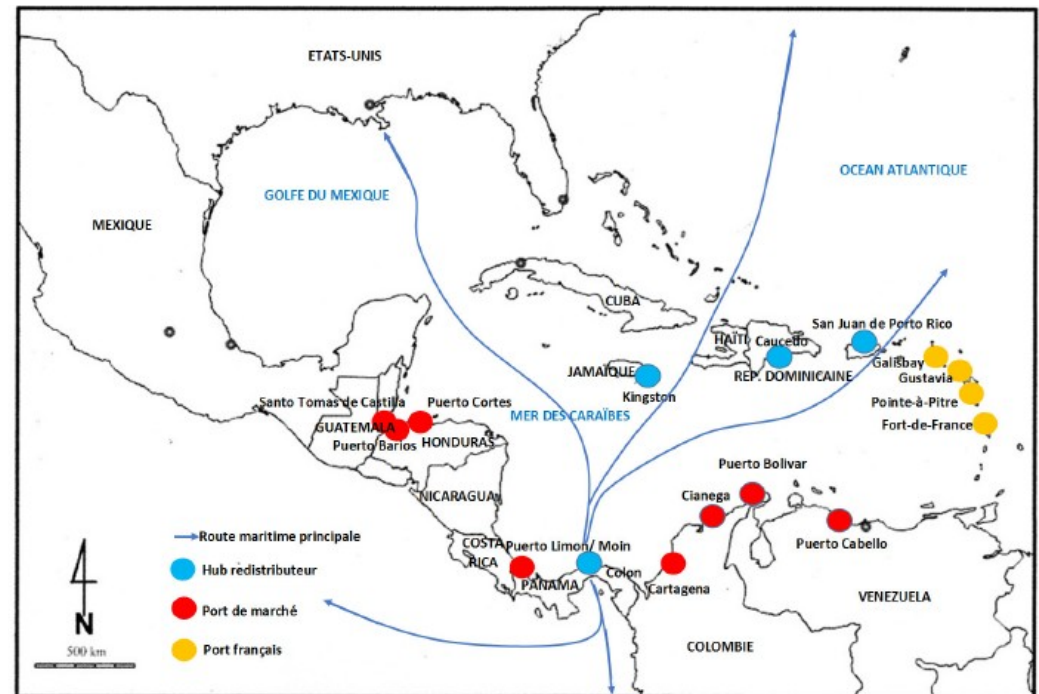 ETATS-UNIS
OCEAN ATLANTIQUE
GOLFE DU MEXIQUE
MEXIQUE
CUBA
San Juan de Porto Rico
HAÏTI
Caucedo
Galisbay
JAMAÏQUE
REP. DOMINICAINE
Gustavia
Kingston
Pointe-à-Pitre
Santo Tomas de Castilla
Puerto Cortes
MER DES CARAÏBES
Fort-de-France
GUATEMALA
Puerto Barios
HONDURAS
Puerto Bolivar
NICARAGUA
Cianega
Route maritime principale
COSTA
RICA
Puerto Limon/ Moin
Puerto Cabello
Hub redistributeur
PANAMA
Colon
Cartagena
VENEZUELA
Port de marché
N
Port français
COLOMBIE
500 km